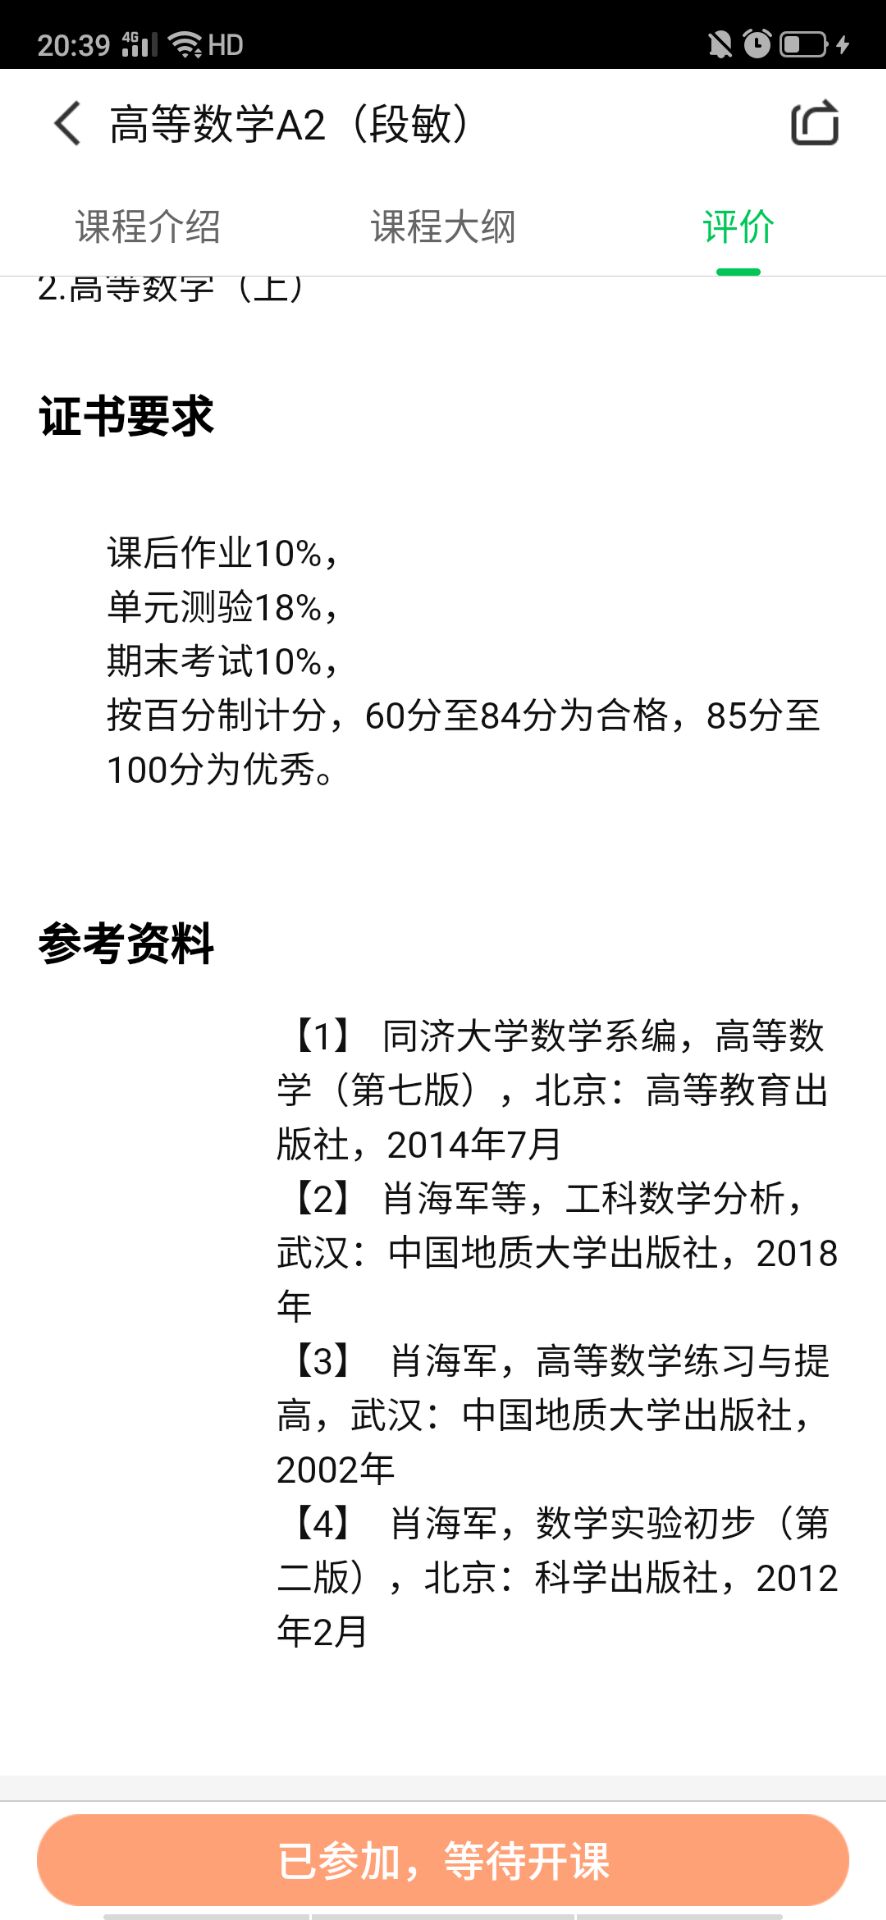 20:39 4G HD
高等数学A2（段敏）
课程介绍 课程大纲 评价
2.高等数学（上）
证书要求
课后作业10%，
单元测验18%，
期末考试10%，
按百分制计分，60分至84分为合格，85分至
100分为优秀。
参考资料
【1】 同济大学数学系编，高等数
学（第七版），北京：高等教育出
版社，2014年7月
【2】 肖海军等，工科数学分析，
武汉：中国地质大学出版社，2018
年
【3】 肖海军，高等数学练习与提
高，武汉：中国地质大学出版社，
2002年
【4】 肖海军，数学实验初步（第
二版），北京：科学出版社，2012
年2月
已参加，等待开课